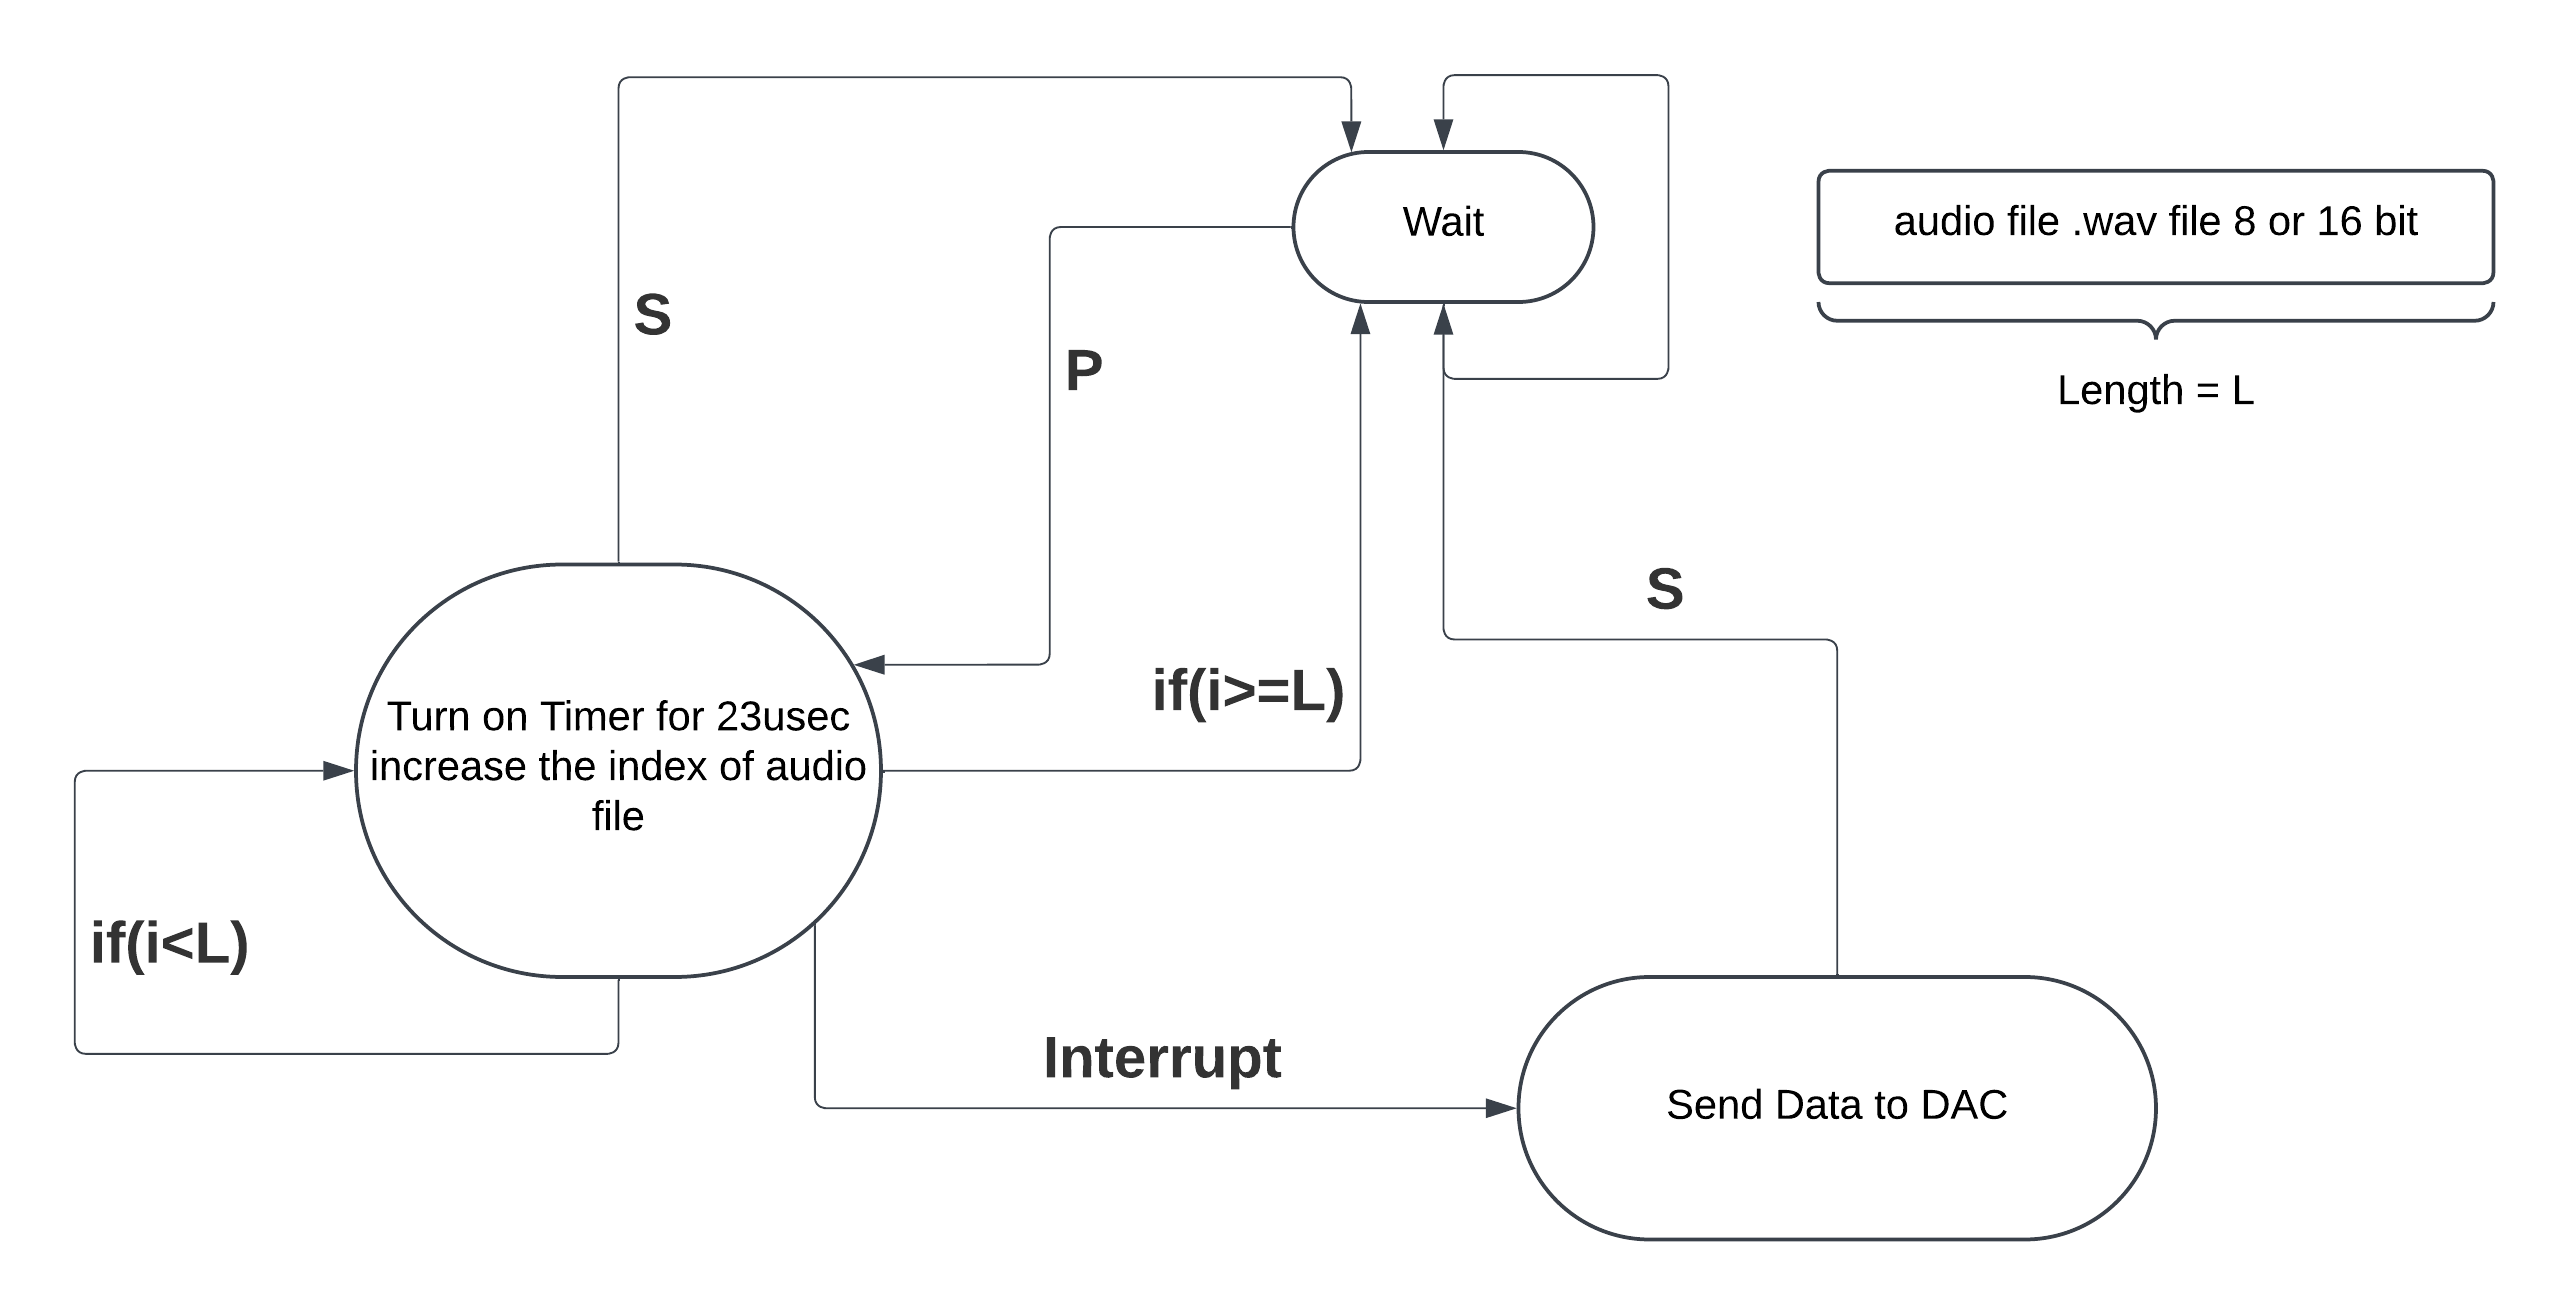 Wait
audio file .wav file 8 or 16 bit
Length = L
S
P
S
if(i>=L)
Turn on Timer for 23usec
increase the index of audio
file
if(i<L)
Interrupt
Send Data to DAC